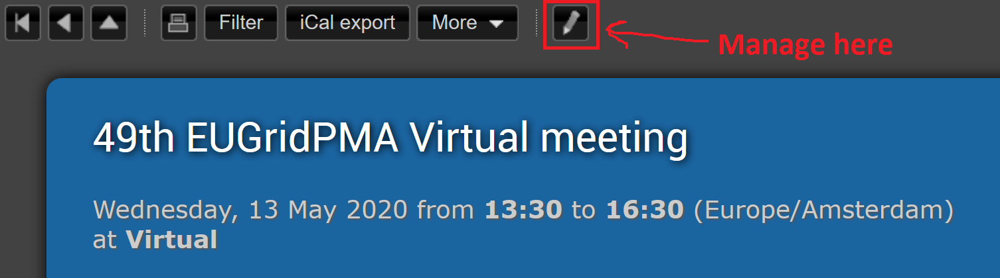 Filter iCal export More
Manage here
49th EUGridPMA Virtual meeting
Wednesday, 13 May 2020 from 13:30 to 16:30 (Europe/Amsterdam)
at Virtual